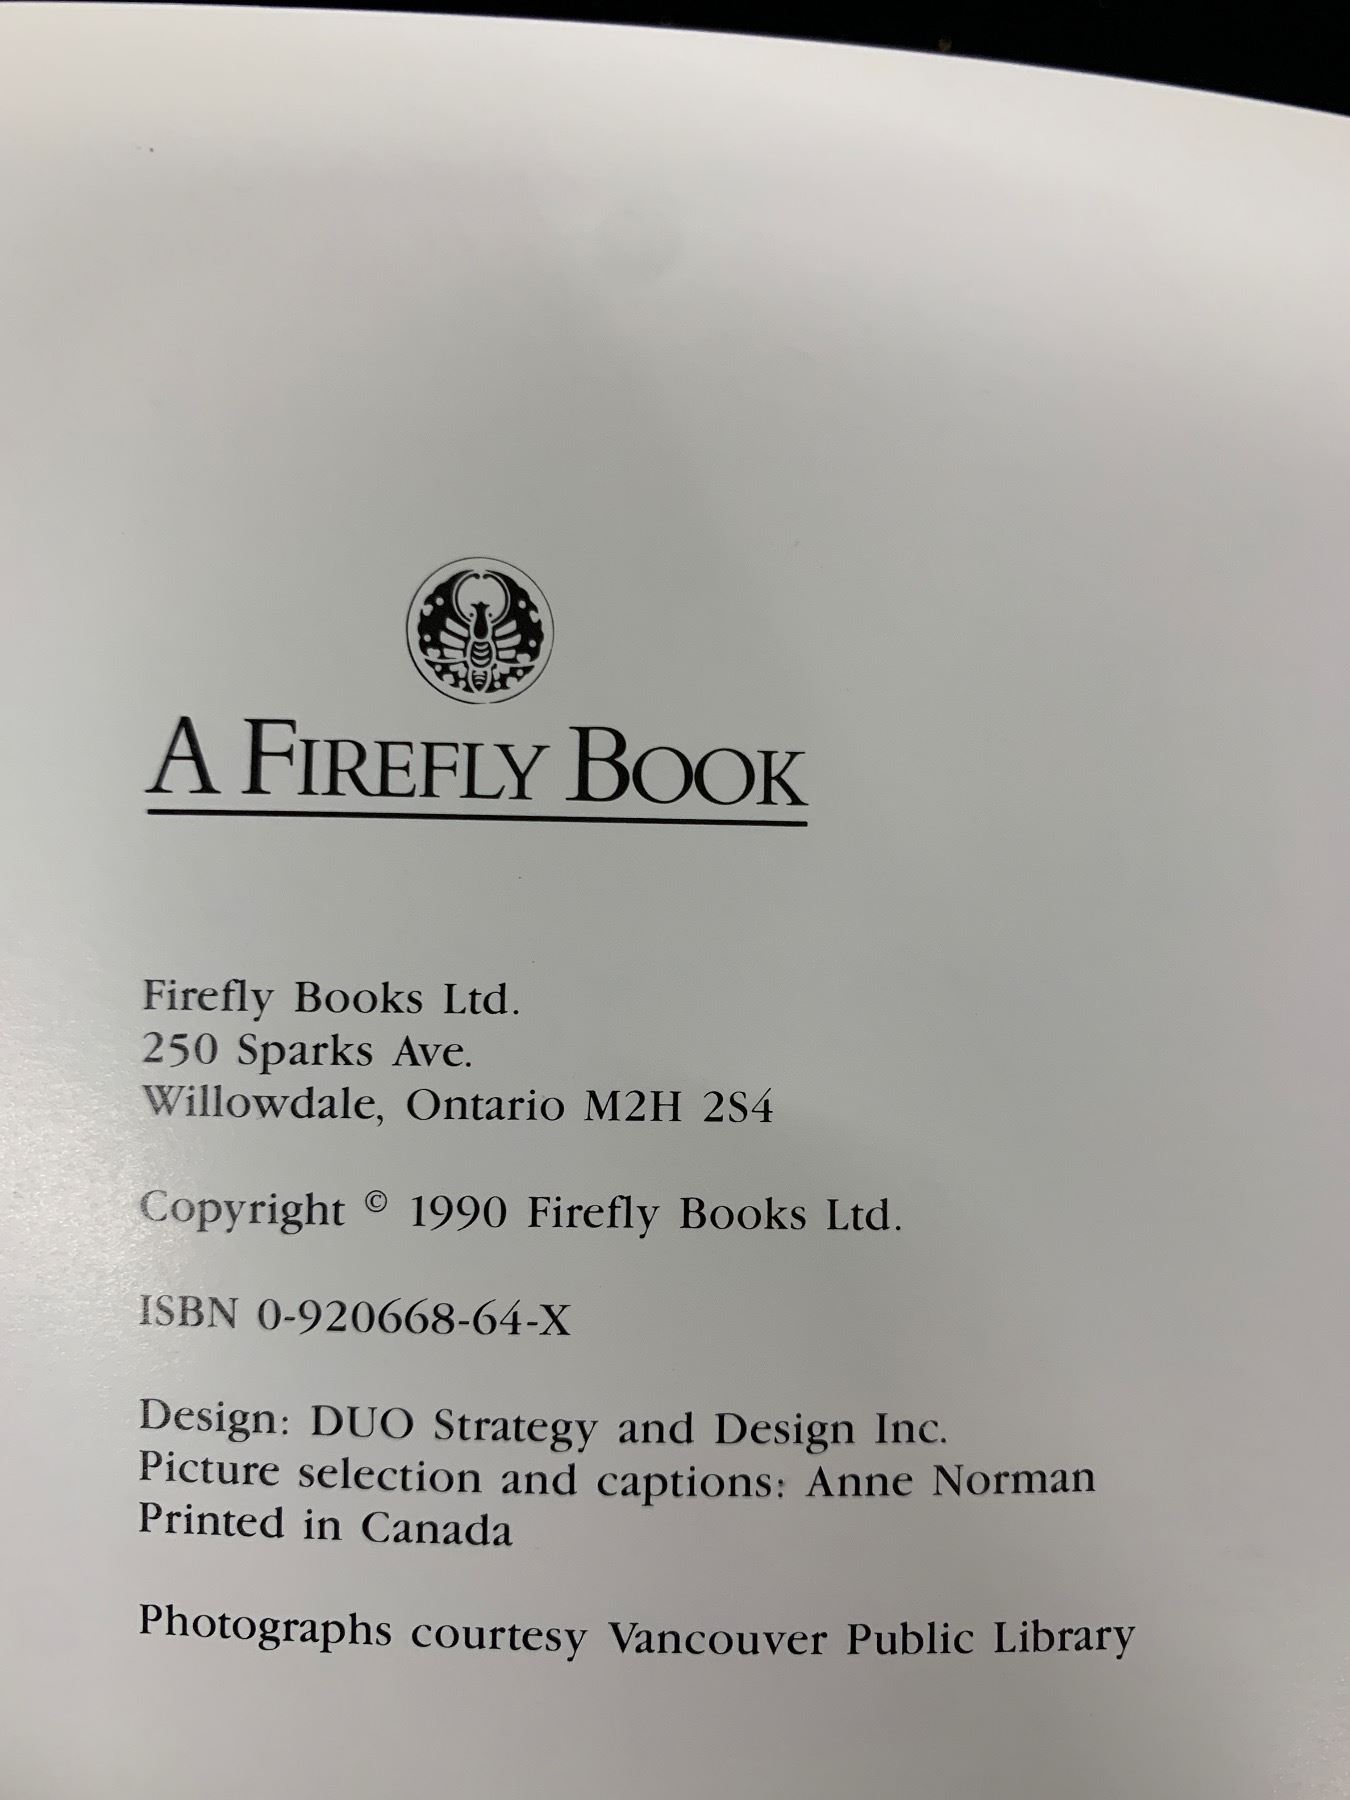 A FIREFLY BOOK
Firefly Books Ltd.
250 Sparks Ave.
Willowdale, Ontario M2H 2S4
Copyright © 1990 Firefly Books Ltd.
ISBN 0-920668-64-X
Design: DUO Strategy and Design Inc.
Picture selection and captions: Anne Norman
Printed in Canada
Photographs courtesy Vancouver Public Library